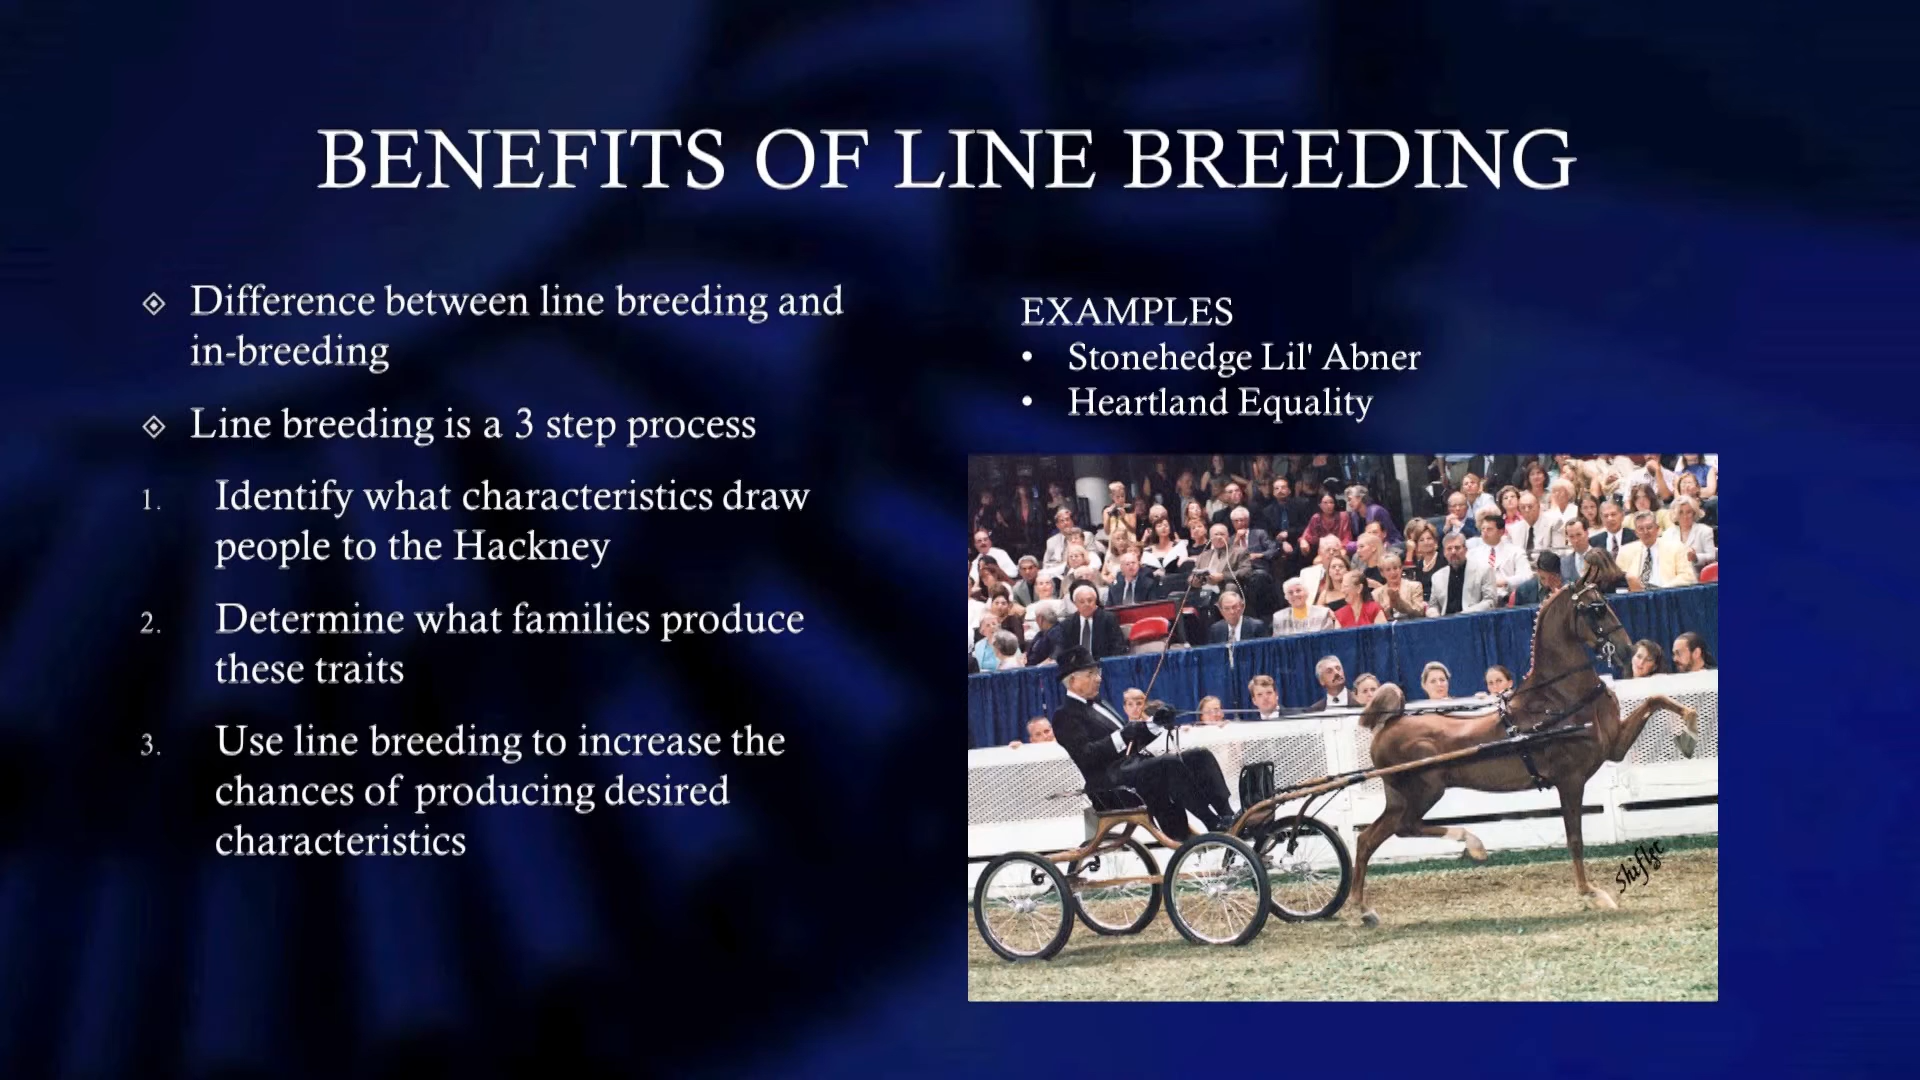 BENEFITS OF LINE BREEDING
Difference between line breeding and
in-breeding
Line breeding is a 3 step process
1. Identify what characteristics draw
people to the Hackney
2. Determine what families produce
these traits
3. Use line breeding to increase the
chances of producing desired
characteristics
EXAMPLES
• Stonehedge Lil' Abner
• Heartland Equality
Shiflet